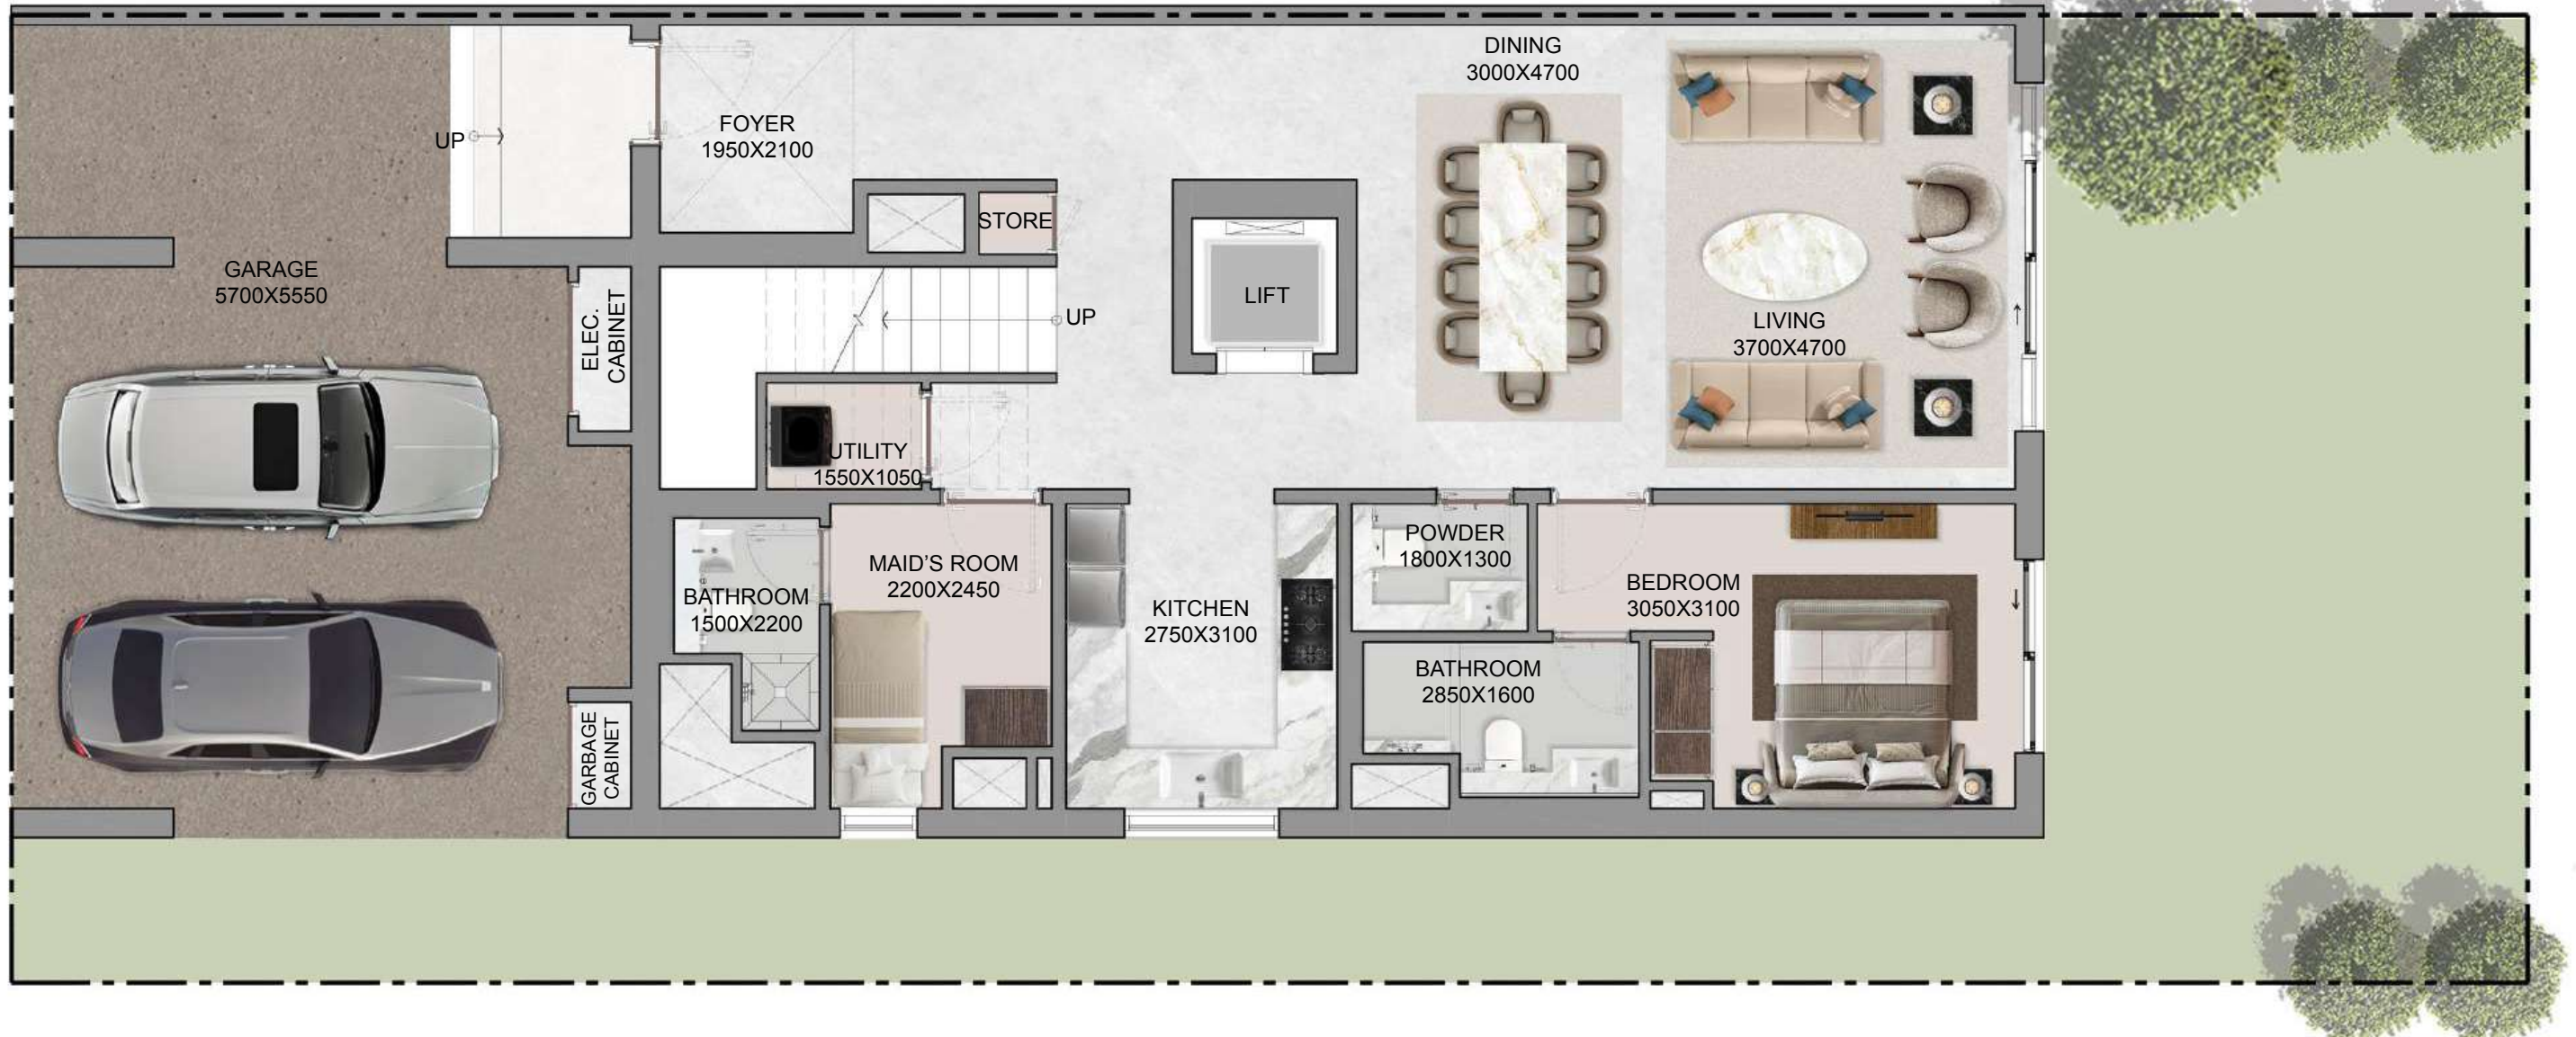 DINING
3000X4700
FOYER
1950X2100
UP
STORE
GARAGE
5700X5550
ELEC.
CABINET
LIFT
UP
LIVING
3700X4700
UTILITY
1550X1050
POWDER
1800X1300
MAID'S ROOM
2200X2450
BATHROOM
1500X2200
KITCHEN
2750X3100
BEDROOM
3050X3100
BATHROOM
2850X1600
GARBAGE
CABINET